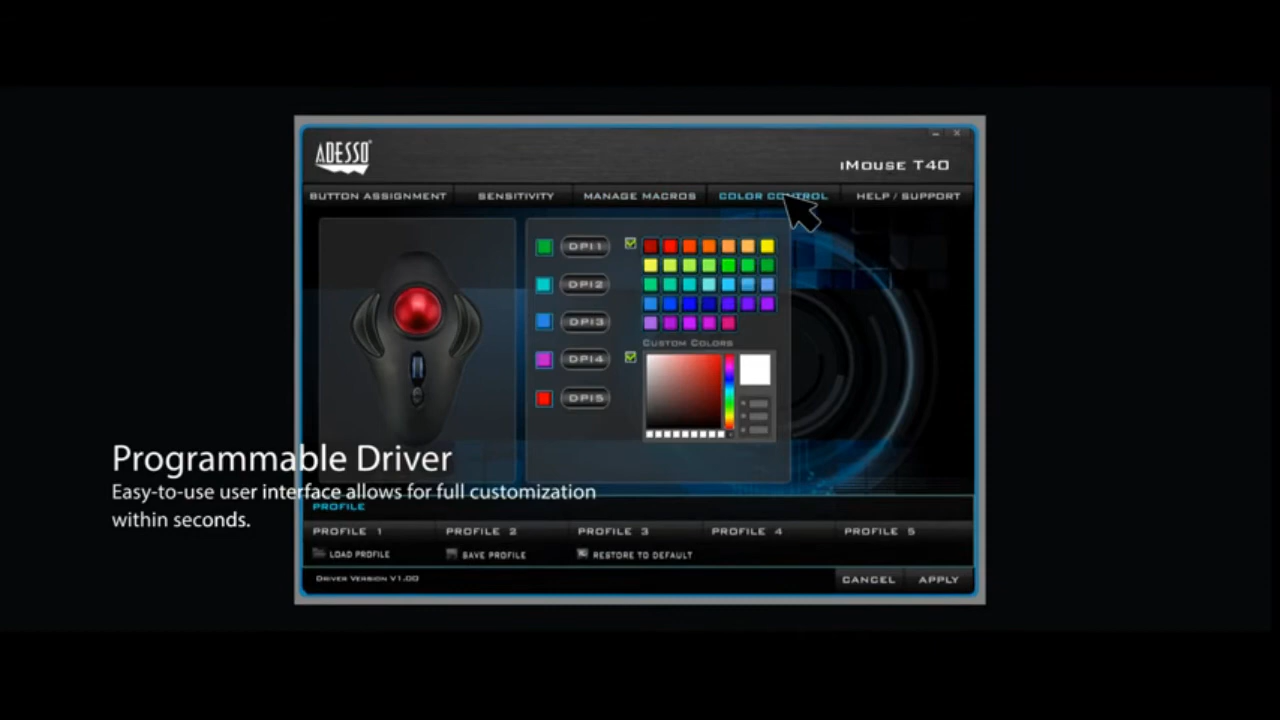 ADESSO
iMouse T40
BUTTON ASSIGNMENT SENSITIVITY MANAGE MACROS COLOR CONTROL HELP / SUPPORT
DPI1
DPI2
DPI3
DPI4
DPI5
Custom Colors
Programmable Driver
Easy-to-use user interface allows for full customization
within seconds.
PROFILE
PROFILE 1 PROFILE 2 PROFILE 3 PROFILE 4 PROFILE 5
LOAD PROFILE SAVE PROFILE RESTORE TO DEFAULT
Driver Version V1.00
CANCEL APPLY